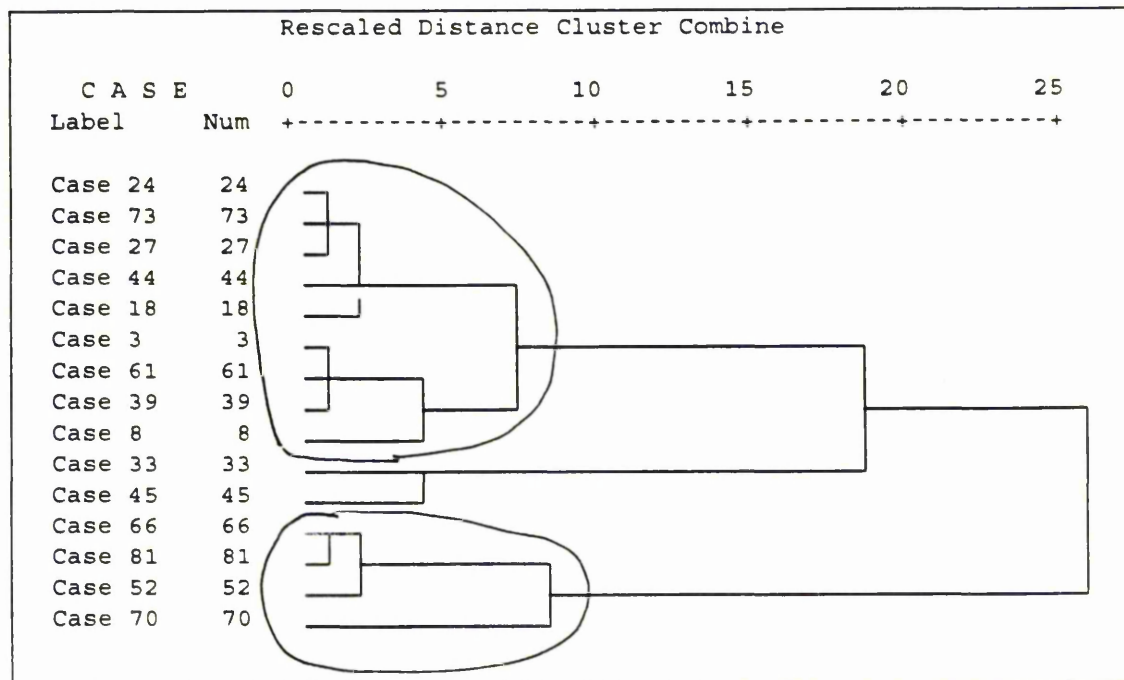 Rescaled Distance Cluster Combine
C A S E 0 5 10 15 20 25
Label Num +---------+---------+---------+---------+---------+
Case 24 24
Case 73 73
Case 27 27
Case 44 44
Case 18 18
Case 3 3
Case 61 61
Case 39 39
Case 8 8
Case 33 33
Case 45 45
Case 66 66
Case 81 81
Case 52 52
Case 70 70